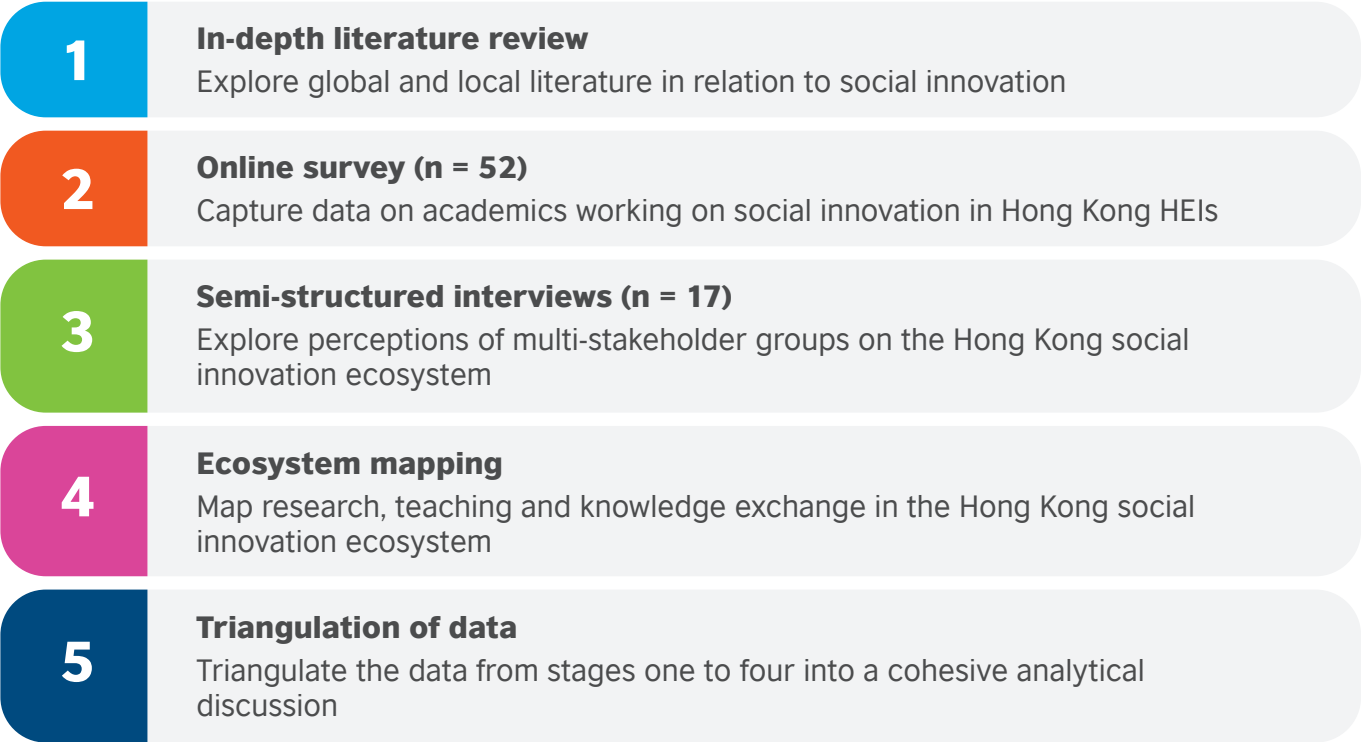 1
In-depth literature review
Explore global and local literature in relation to social innovation
2
Online survey (n = 52)
Capture data on academics working on social innovation in Hong Kong HEIs
3
Semi-structured interviews (n = 17)
Explore perceptions of multi-stakeholder groups on the Hong Kong social
innovation ecosystem
4
Ecosystem mapping
Map research, teaching and knowledge exchange in the Hong Kong social
innovation ecosystem
5
Triangulation of data
Triangulate the data from stages one to four into a cohesive analytical
discussion